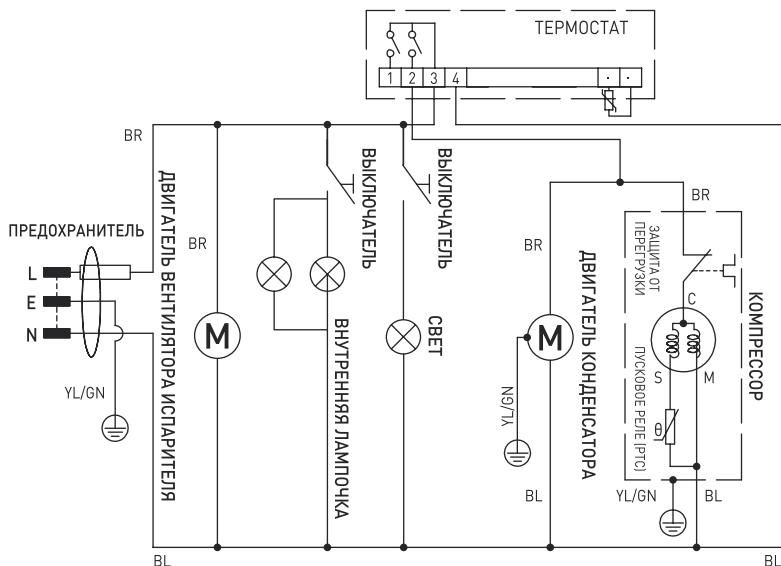 ТЕРМОСТАТ
1 2 3 4
BR
ПРЕДОХРАНИТЕЛЬ
L
E
N
YL/GN
ДВИГАТЕЛЬ ВЕНТИЛЯТОРА ИСПАРИТЕЛЯ
BR
M
ВЫКЛЮЧАТЕЛЬ
ВНУТРЕННЯЯ ЛАМПОЧКА
ВЫКЛЮЧАТЕЛЬ
СВЕТ
BR
M
YL/GN
ДВИГАТЕЛЬ КОНДЕНСАТОРА
BL
BR
ЗАЩИТА ОТ
ПЕРЕГРУЗКИ
C
S
M
θ
ПУСКОВОЕ РЕЛЕ (PTC)
КОМПРЕССОР
YL/GN
BL
BL
BL